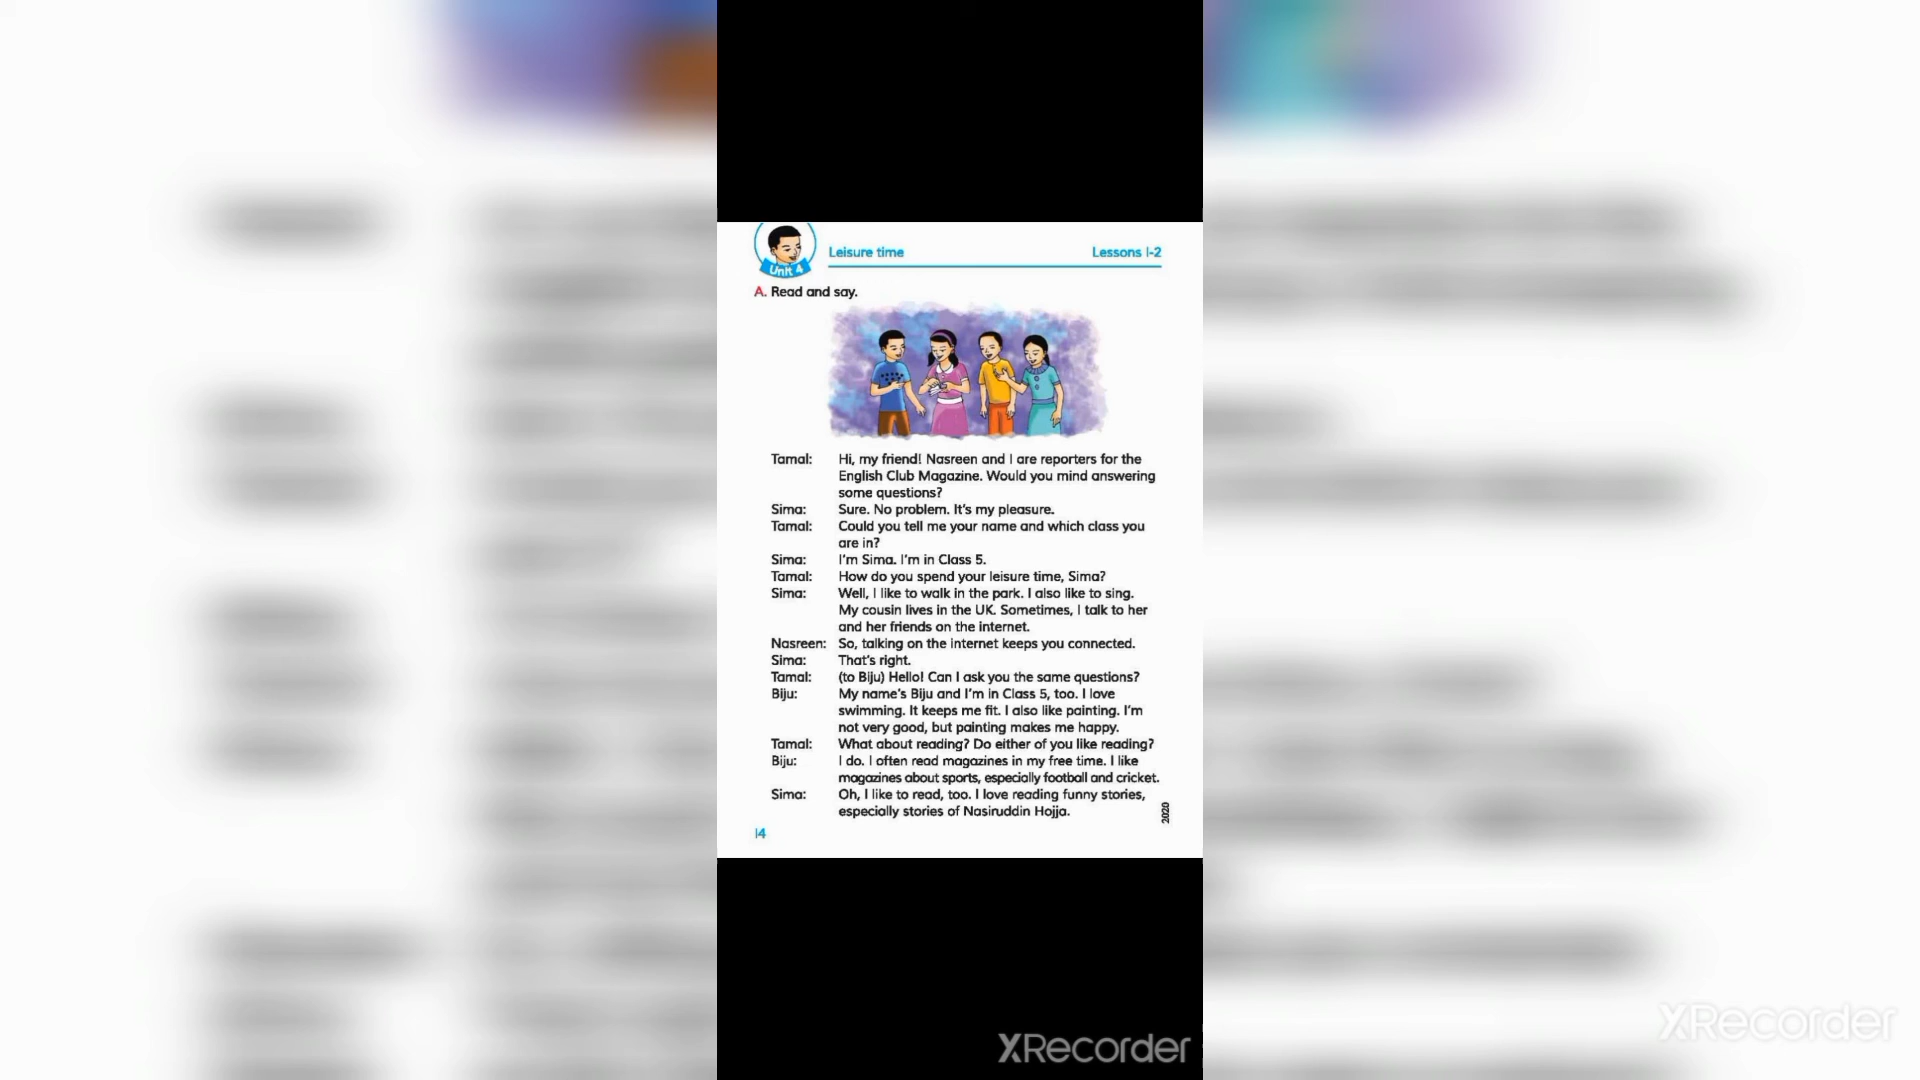 Unit 4
Leisure time Lessons 1-2
A. Read and say.
Tamal: Hi, my friend! Nasreen and I are reporters for the
English Club Magazine. Would you mind answering
some questions?
Sima: Sure. No problem. It's my pleasure.
Tamal: Could you tell me your name and which class you
are in?
Sima: I'm Sima. I'm in Class 5.
Tamal: How do you spend your leisure time, Sima?
Sima: Well, I like to walk in the park. I also like to sing.
My cousin lives in the UK. Sometimes, I talk to her
and her friends on the internet.
Nasreen: So, talking on the internet keeps you connected.
Sima: That's right.
Tamal: (to Biju) Hello! Can I ask you the same questions?
Biju: My name's Biju and I'm in Class 5, too. I love
swimming. It keeps me fit. I also like painting. I'm
not very good, but painting makes me happy.
Tamal: What about reading? Do either of you like reading?
Biju: I do. I often read magazines in my free time. I like
magazines about sports, especially football and cricket.
Sima: Oh, I like to read, too. I love reading funny stories,
especially stories of Nasiruddin Hojja.
2020
14
XRecorder
XRecorder